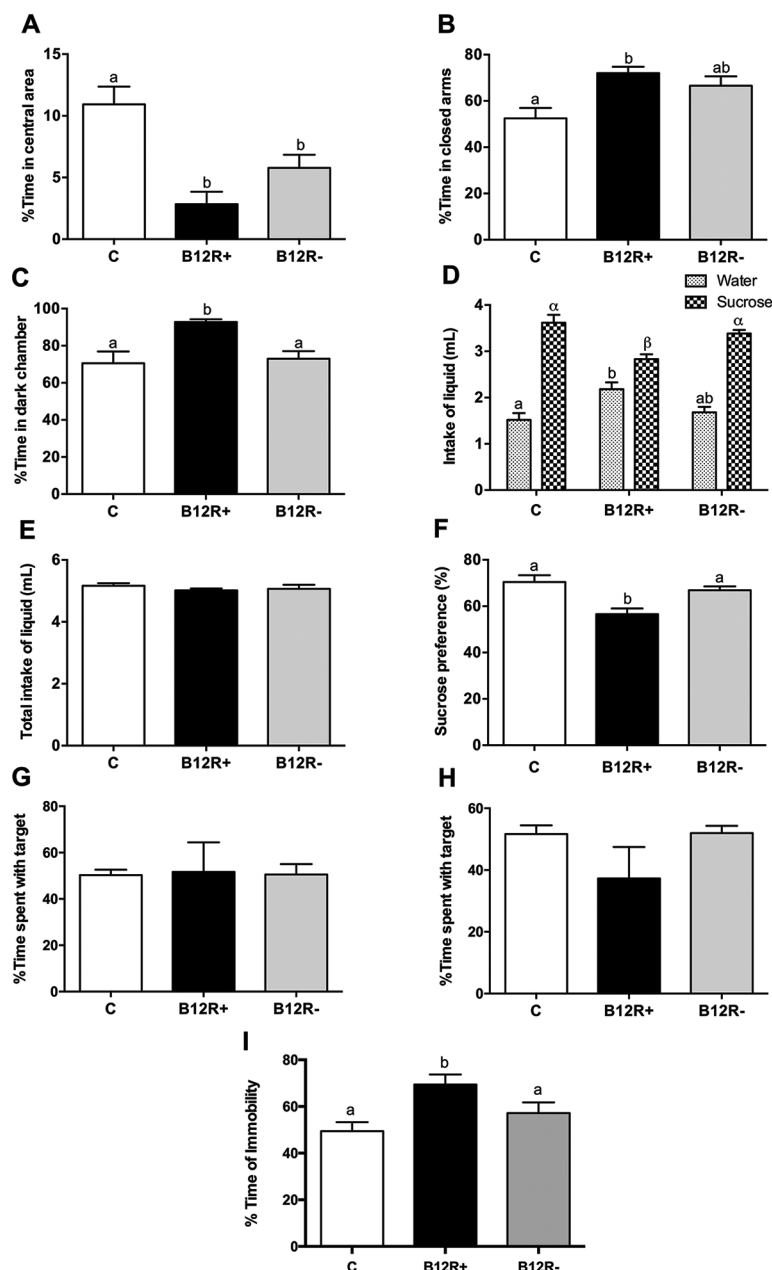 A
%Time in central area
15
10
5
0
a
b
b
C
B12R+
B12R-
B
%Time in closed arms
80
60
40
20
0
a
b
ab
C
B12R+
B12R-
C
%Time in dark chamber
100
80
60
40
20
0
a
b
a
C
B12R+
B12R-
D
Water
Sucrose
Intake of liquid (mL)
4
3
2
1
0
a
α
b
β
ab
α
C
B12R+
B12R-
E
Total intake of liquid (mL)
6
4
2
0
C
B12R+
B12R-
F
Sucrose preference (%)
80
60
40
20
0
a
b
a
C
B12R+
B12R-
G
%Time spent with target
80
60
40
20
0
C
B12R+
B12R-
H
%Time spent with target
60
40
20
0
C
B12R+
B12R-
I
% Time of Immobility
80
60
40
20
0
a
b
a
C
B12R+
B12R-